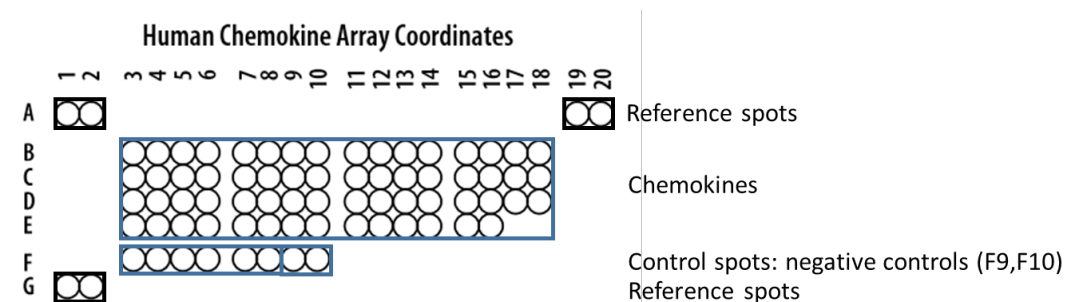 Human Chemokine Array Coordinates
1 2 3 4 5 6 7 8 9 10 11 12 13 14 15 16 17 18 19 20
A Reference spots
B
C Chemokines
D
E
F Control spots: negative controls (F9,F10)
G Reference spots